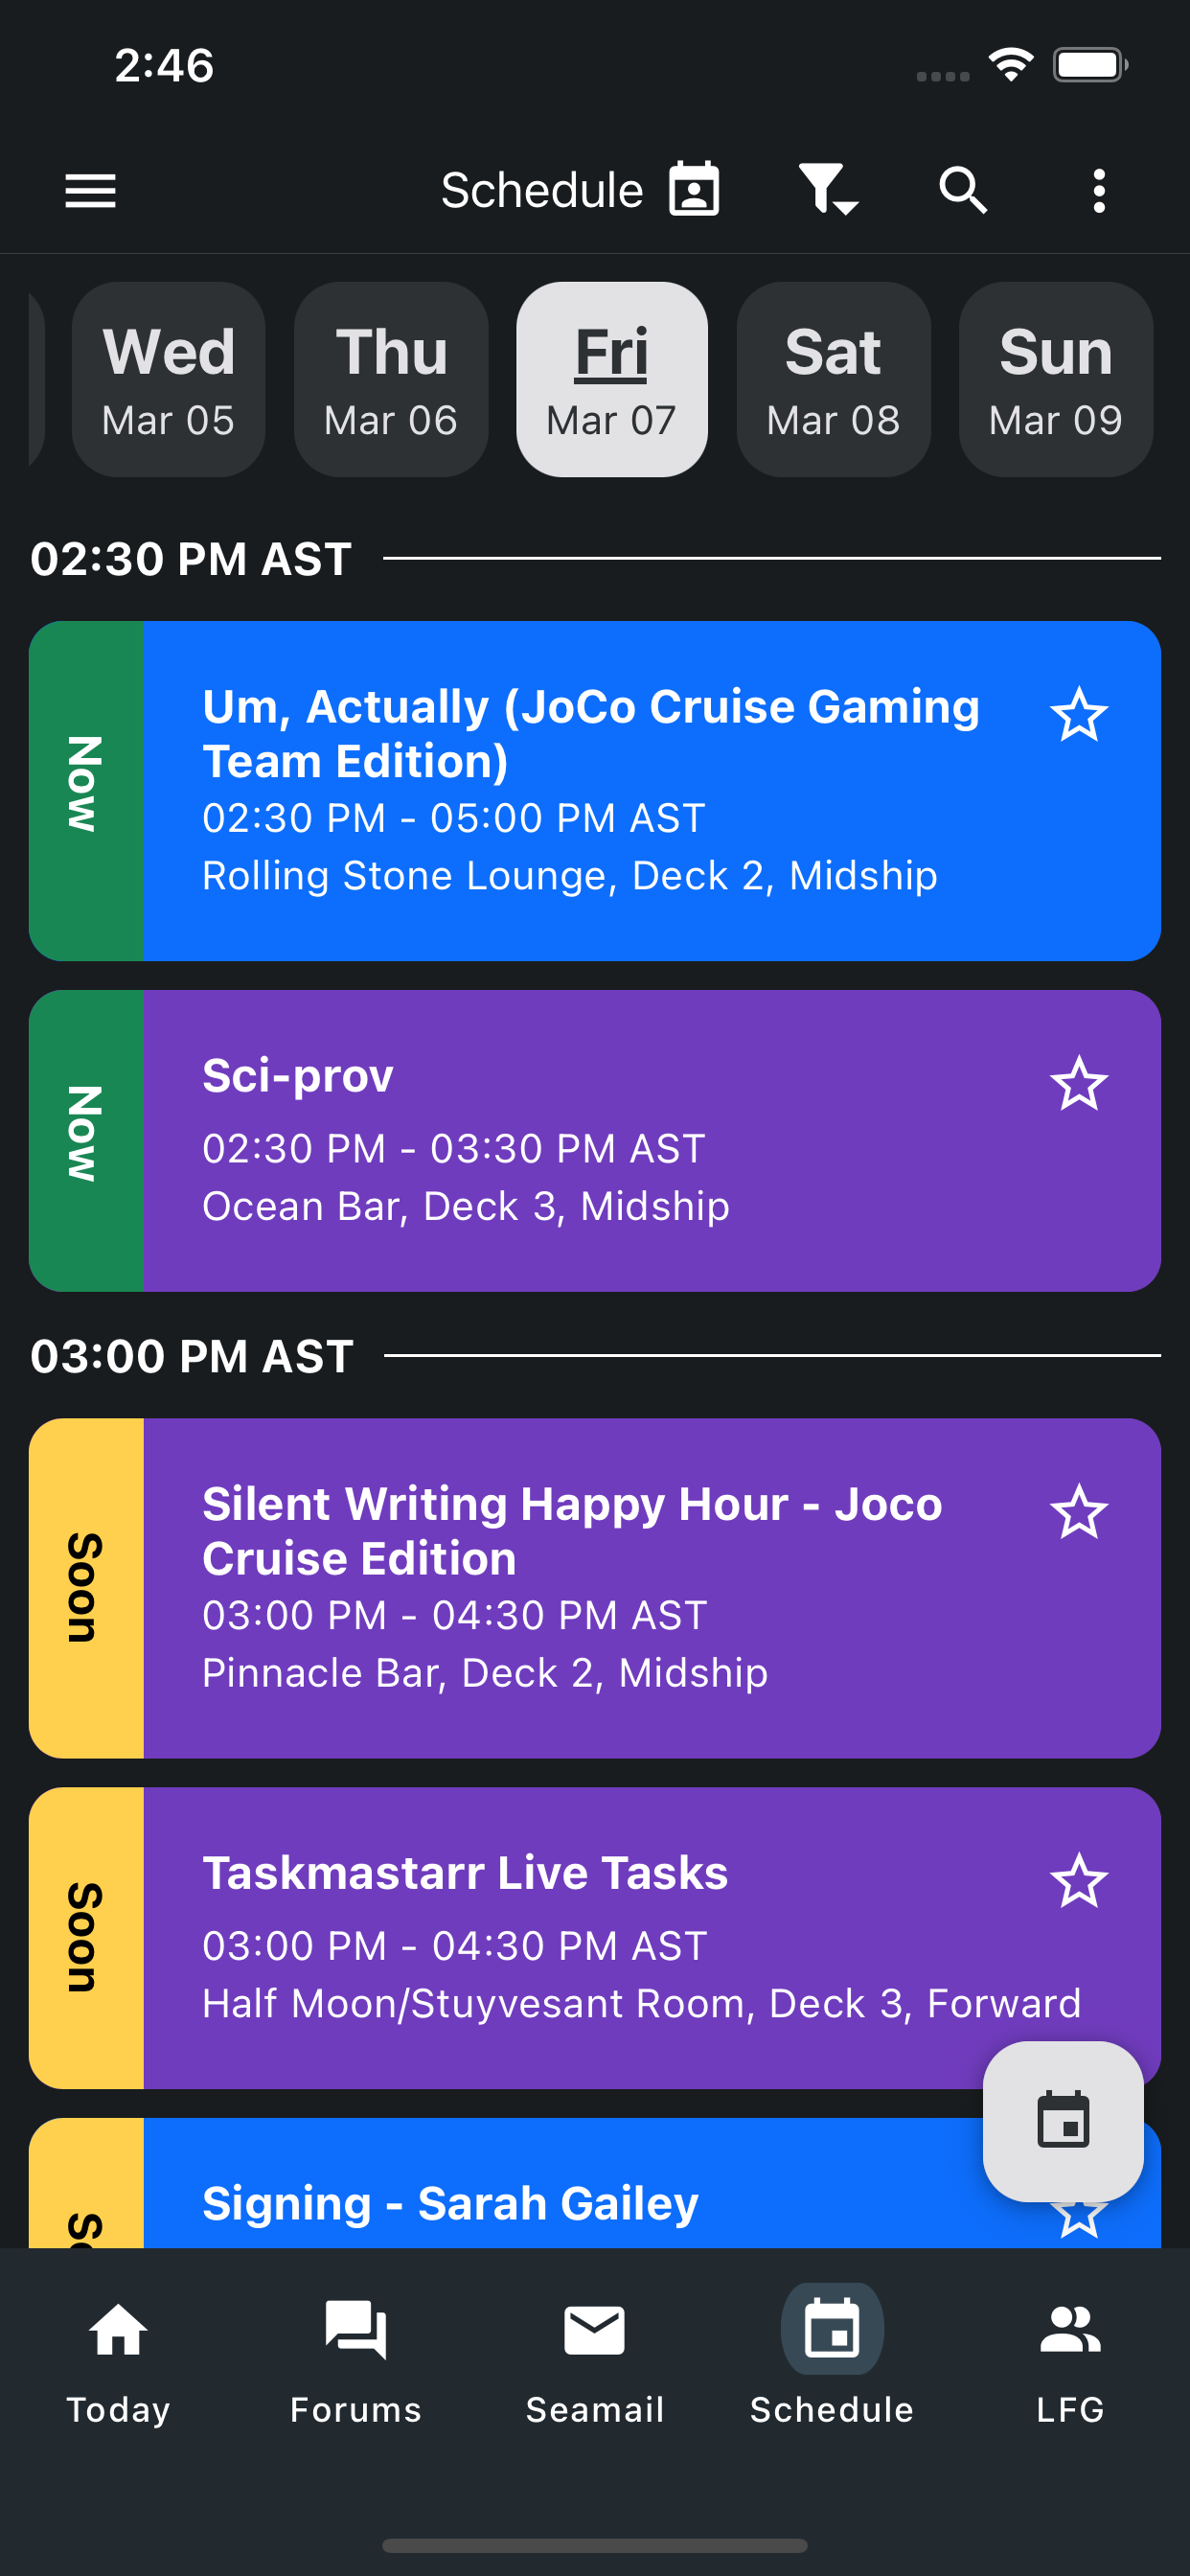 2:46
Schedule
Wed
Mar 05
Thu
Mar 06
Fri
Mar 07
Sat
Mar 08
Sun
Mar 09
02:30 PM AST
Now
Um, Actually (JoCo Cruise Gaming
Team Edition)
02:30 PM - 05:00 PM AST
Rolling Stone Lounge, Deck 2, Midship
Now
Sci-prov
02:30 PM - 03:30 PM AST
Ocean Bar, Deck 3, Midship
03:00 PM AST
Soon
Silent Writing Happy Hour - Joco
Cruise Edition
03:00 PM - 04:30 PM AST
Pinnacle Bar, Deck 2, Midship
Soon
Taskmastarr Live Tasks
03:00 PM - 04:30 PM AST
Half Moon/Stuyvesant Room, Deck 3, Forward
Signing - Sarah Gailey
Today
Forums
Seamail
Schedule
LFG